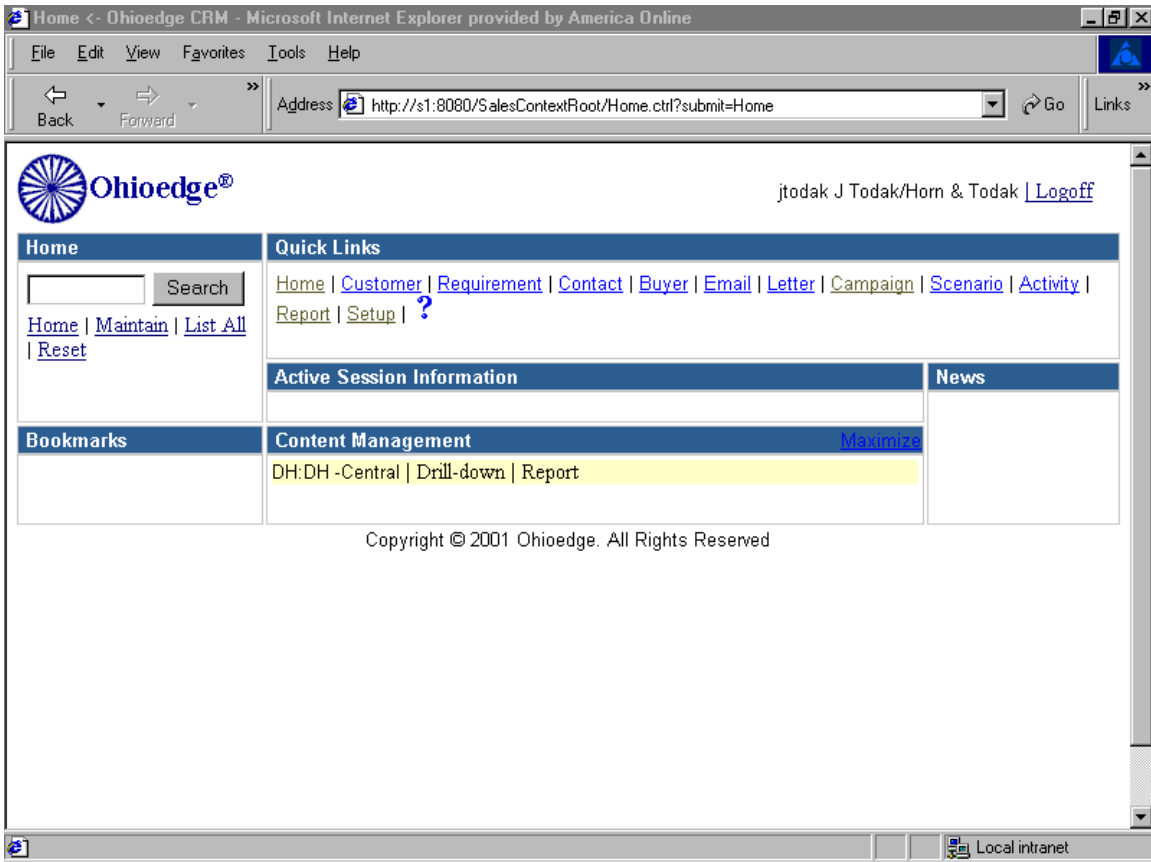 Home <- Ohioedge CRM - Microsoft Internet Explorer provided by America Online
File Edit View Favorites Tools Help
Back Forward » Address http://s1:8080/SalesContextRoot/Home.ctrl?submit=Home Go Links »
Ohioedge®
jtodak J Todak/Horn & Todak | Logoff
Home
Search
Home | Maintain | List All
| Reset
Quick Links
Home | Customer | Requirement | Contact | Buyer | Email | Letter | Campaign | Scenario | Activity |
Report | Setup | ?
Active Session Information
News
Bookmarks
Content Management Maximize
DH:DH -Central | Drill-down | Report
Copyright © 2001 Ohioedge. All Rights Reserved
Local intranet